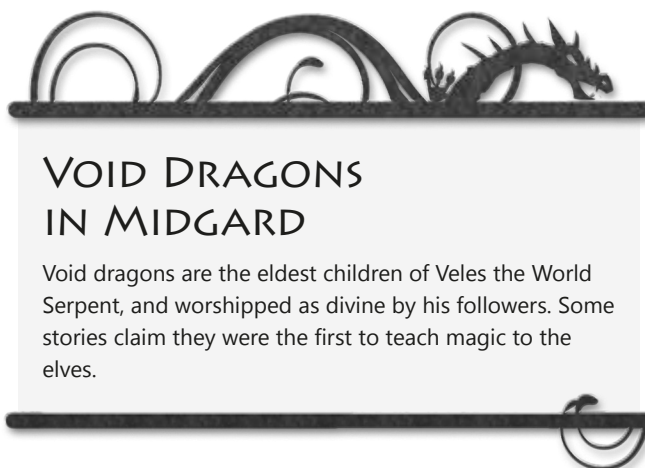 Void Dragons
in Midgard
Void dragons are the eldest children of Veles the World
Serpent, and worshipped as divine by his followers. Some
stories claim they were the first to teach magic to the
elves.